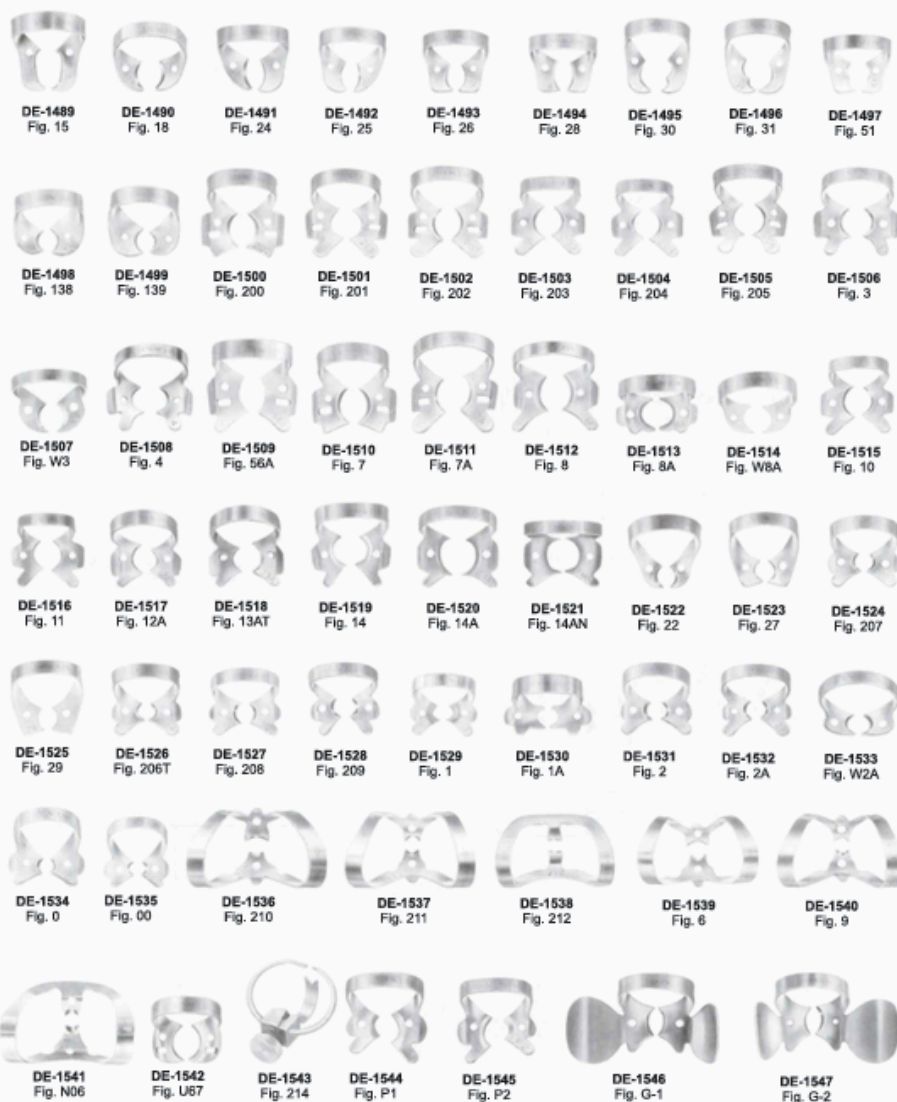 DE-1489 DE-1490 DE-1491 DE-1492 DE-1493 DE-1494 DE-1495 DE-1496 DE-1497
Fig. 15 Fig. 18 Fig. 24 Fig. 25 Fig. 26 Fig. 28 Fig. 30 Fig. 31 Fig. 51
DE-1498 DE-1499 DE-1500 DE-1501 DE-1502 DE-1503 DE-1504 DE-1505 DE-1506
Fig. 138 Fig. 139 Fig. 200 Fig. 201 Fig. 202 Fig. 203 Fig. 204 Fig. 205 Fig. 3
DE-1507 DE-1508 DE-1509 DE-1510 DE-1511 DE-1512 DE-1513 DE-1514 DE-1515
Fig. W3 Fig. 4 Fig. 56A Fig. 7 Fig. 7A Fig. 8 Fig. 8A Fig. W8A Fig. 10
DE-1516 DE-1517 DE-1518 DE-1519 DE-1520 DE-1521 DE-1522 DE-1523 DE-1524
Fig. 11 Fig. 12A Fig. 13AT Fig. 14 Fig. 14A Fig. 14AN Fig. 22 Fig. 27 Fig. 207
DE-1525 DE-1526 DE-1527 DE-1528 DE-1529 DE-1530 DE-1531 DE-1532 DE-1533
Fig. 29 Fig. 206T Fig. 208 Fig. 209 Fig. 1 Fig. 1A Fig. 2 Fig. 2A Fig. W2A
DE-1534 DE-1535 DE-1536 DE-1537 DE-1538 DE-1539 DE-1540
Fig. 0 Fig. 00 Fig. 210 Fig. 211 Fig. 212 Fig. 6 Fig. 9
DE-1541 DE-1542 DE-1543 DE-1544 DE-1545 DE-1546 DE-1547
Fig. N06 Fig. U67 Fig. 214 Fig. P1 Fig. P2 Fig. G-1 Fig. G-2